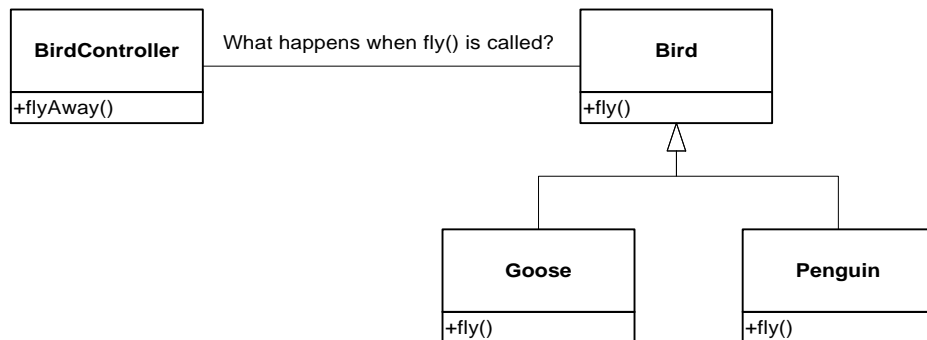 BirdController
What happens when fly() is called?
Bird
+flyAway()
+fly()
Goose
Penguin
+fly()
+fly()